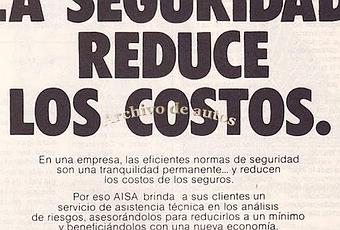 LA SEGURIDAD
REDUCE
LOS COSTOS.
Archivo de autos
En una empresa, las eficientes normas de seguridad
son una tranquilidad permanente... y reducen
los costos de los seguros.
Por eso AISA brinda a sus clientes un
servicio de asistencia técnica en los análisis
de riesgos, asesorándolos para reducirlos a un mínimo
y beneficiándolos con una nueva economía.